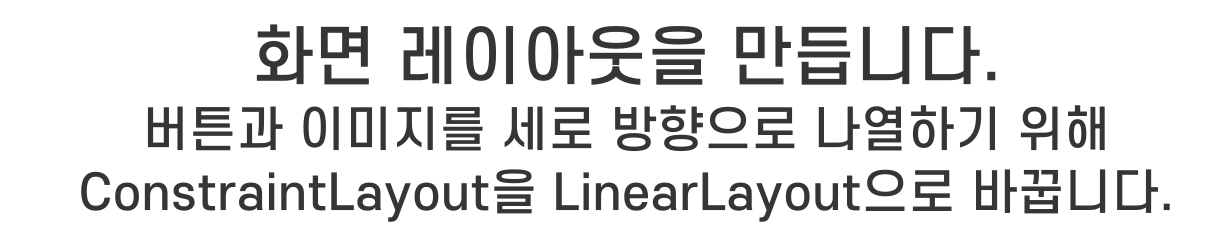 화면 레이아웃을 만듭니다.
버튼과 이미지를 세로 방향으로 나열하기 위해
ConstraintLayout을 LinearLayout으로 바꿉니다.